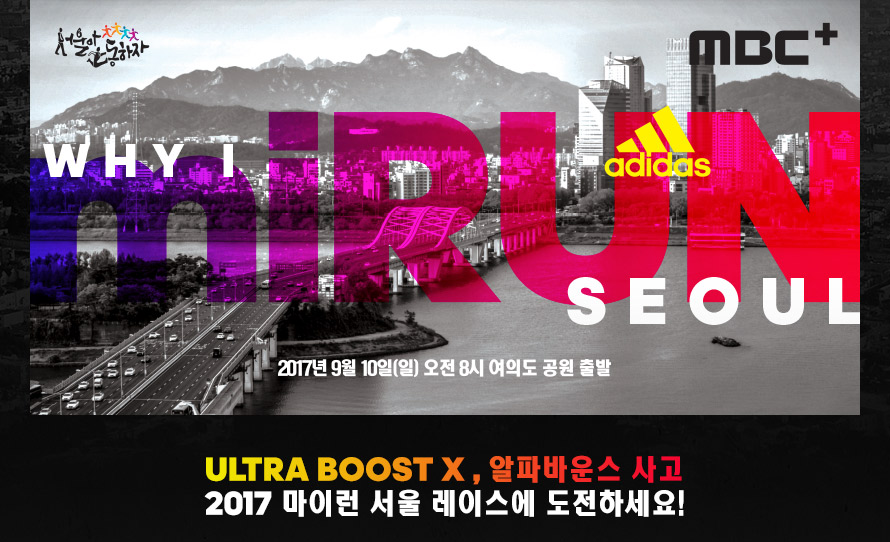 서울아 운동하자
MBC+
WHY I
miRUN
adidas
SEOUL
2017년 9월 10일(일) 오전 8시 여의도 공원 출발
ULTRA BOOST X , 알파바운스 사고
2017 마이런 서울 레이스에 도전하세요!